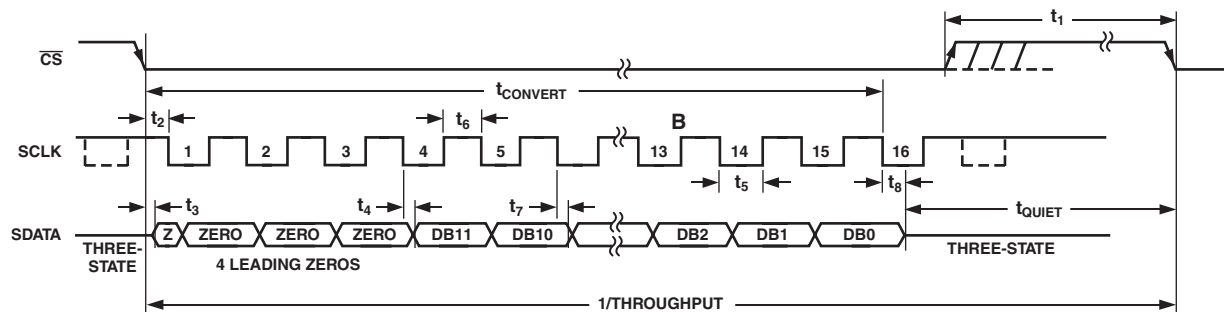 t1
CS
tCONVERT
t2
t6
B
SCLK
1 2 3 4 5 13 14 15 16
t5
t8
t3
t4
t7
tQUIET
SDATA
Z ZERO ZERO ZERO DB11 DB10 DB2 DB1 DB0
THREE-
STATE
THREE-STATE
4 LEADING ZEROS
1/THROUGHPUT